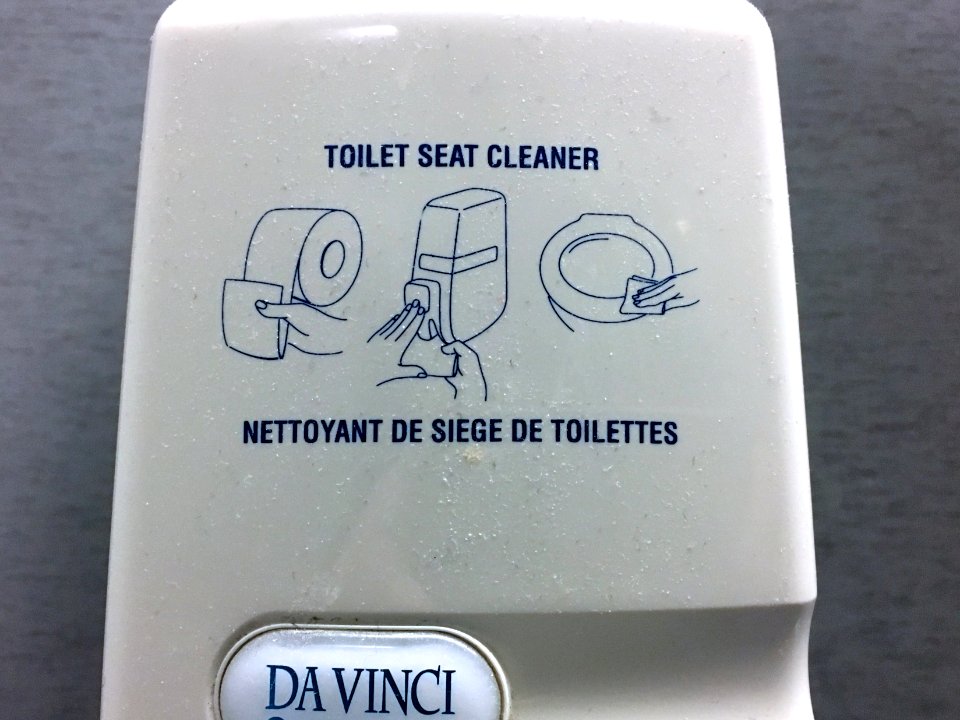 TOILET SEAT CLEANER
NETTOYANT DE SIEGE DE TOILETTES
DA VINCI